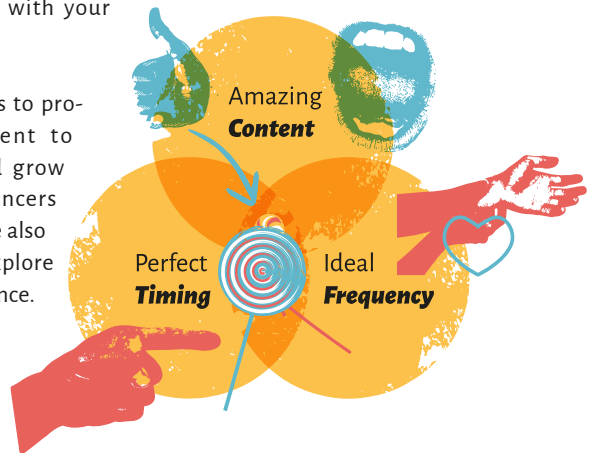 with your
s to pro-
ent to
grow
ncers
also
xplore
nce.
Amazing
Content
Perfect
Timing
Ideal
Frequency